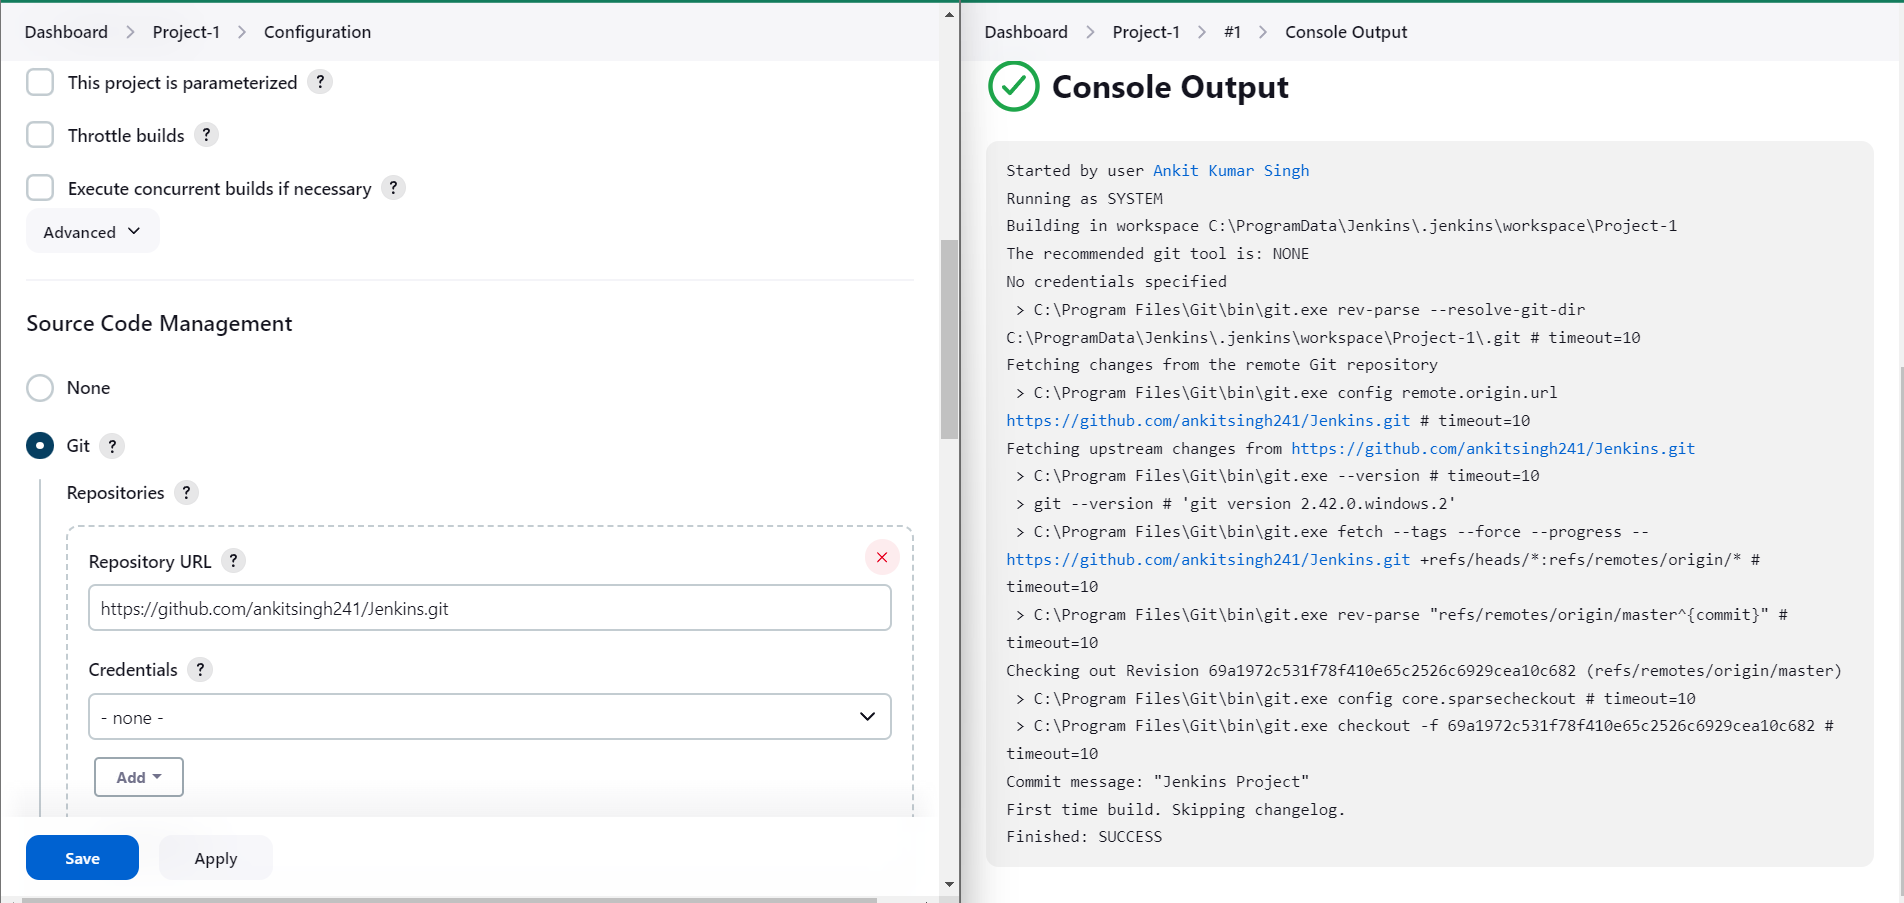 Dashboard > Project-1 > Configuration
This project is parameterized ?
Throttle builds ?
Execute concurrent builds if necessary ?
Advanced
Source Code Management
None
Git ?
Repositories ?
Repository URL ?
https://github.com/ankitsingh241/Jenkins.git
Credentials ?
- none -
Add
Save
Apply
Dashboard > Project-1 > #1 > Console Output
Console Output
Started by user Ankit Kumar Singh
Running as SYSTEM
Building in workspace C:\ProgramData\Jenkins\.jenkins\workspace\Project-1
The recommended git tool is: NONE
No credentials specified
> C:\Program Files\Git\bin\git.exe rev-parse --resolve-git-dir
C:\ProgramData\Jenkins\.jenkins\workspace\Project-1\.git # timeout=10
Fetching changes from the remote Git repository
> C:\Program Files\Git\bin\git.exe config remote.origin.url
https://github.com/ankitsingh241/Jenkins.git # timeout=10
Fetching upstream changes from https://github.com/ankitsingh241/Jenkins.git
> C:\Program Files\Git\bin\git.exe --version # timeout=10
> git --version # 'git version 2.42.0.windows.2'
> C:\Program Files\Git\bin\git.exe fetch --tags --force --progress --
https://github.com/ankitsingh241/Jenkins.git +refs/heads/*:refs/remotes/origin/* #
timeout=10
> C:\Program Files\Git\bin\git.exe rev-parse "refs/remotes/origin/master^{commit}" #
timeout=10
Checking out Revision 69a1972c531f78f410e65c2526c6929cea10c682 (refs/remotes/origin/master)
> C:\Program Files\Git\bin\git.exe config core.sparsecheckout # timeout=10
> C:\Program Files\Git\bin\git.exe checkout -f 69a1972c531f78f410e65c2526c6929cea10c682 #
timeout=10
Commit message: "Jenkins Project"
First time build. Skipping changelog.
Finished: SUCCESS